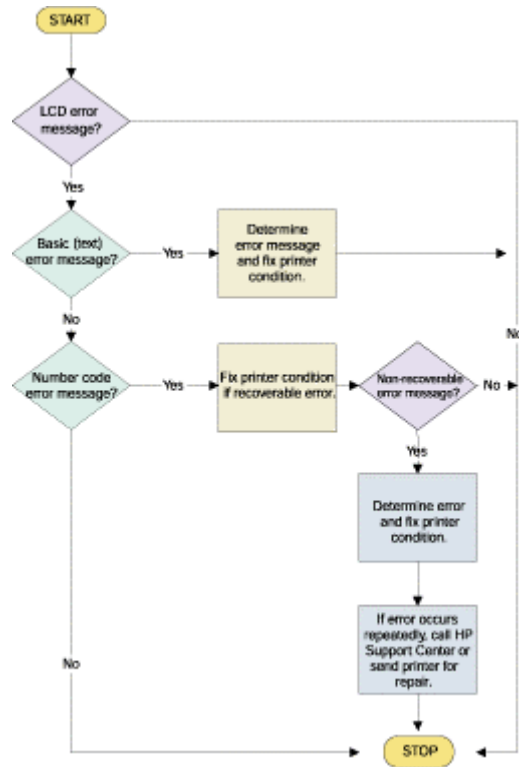 START
LCD error
message?
Yes
Basic (text)
error message?
Yes
Determine
error message
and fix printer
condition.
No
No
Number code
error message?
Yes
Fix printer condition
if recoverable error.
Non-recoverable
error message?
No
Yes
Determine error
and fix printer
condition.
If error occurs
repeatedly, call HP
Support Center or
send printer for
repair.
No
STOP